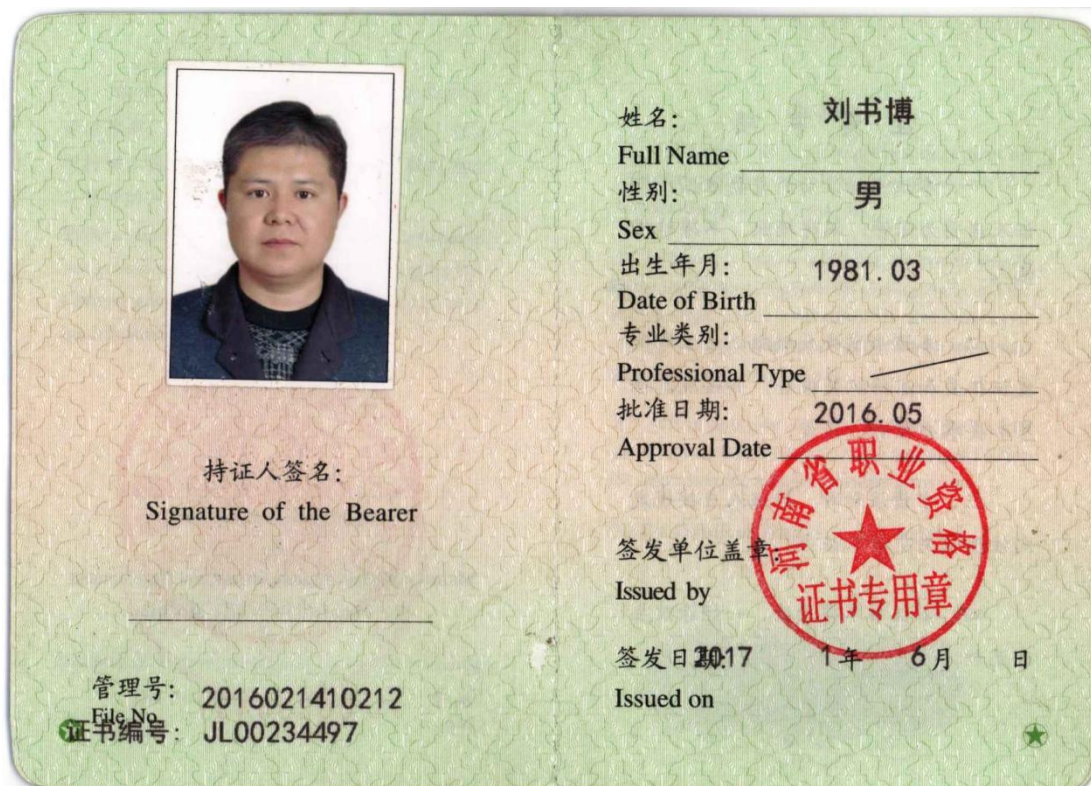 持证人签名:
Signature of the Bearer
管理号: 2016021410212
File No.
证书编号: JL00234497
姓名: 刘书博
Full Name
性别: 男
Sex
出生年月: 1981.03
Date of Birth
专业类别:
Professional Type
批准日期: 2016.05
Approval Date
签发单位盖章:
Issued by
河南省职业资格
证书专用章
签发日期: 2017 1年 6月 日
Issued on